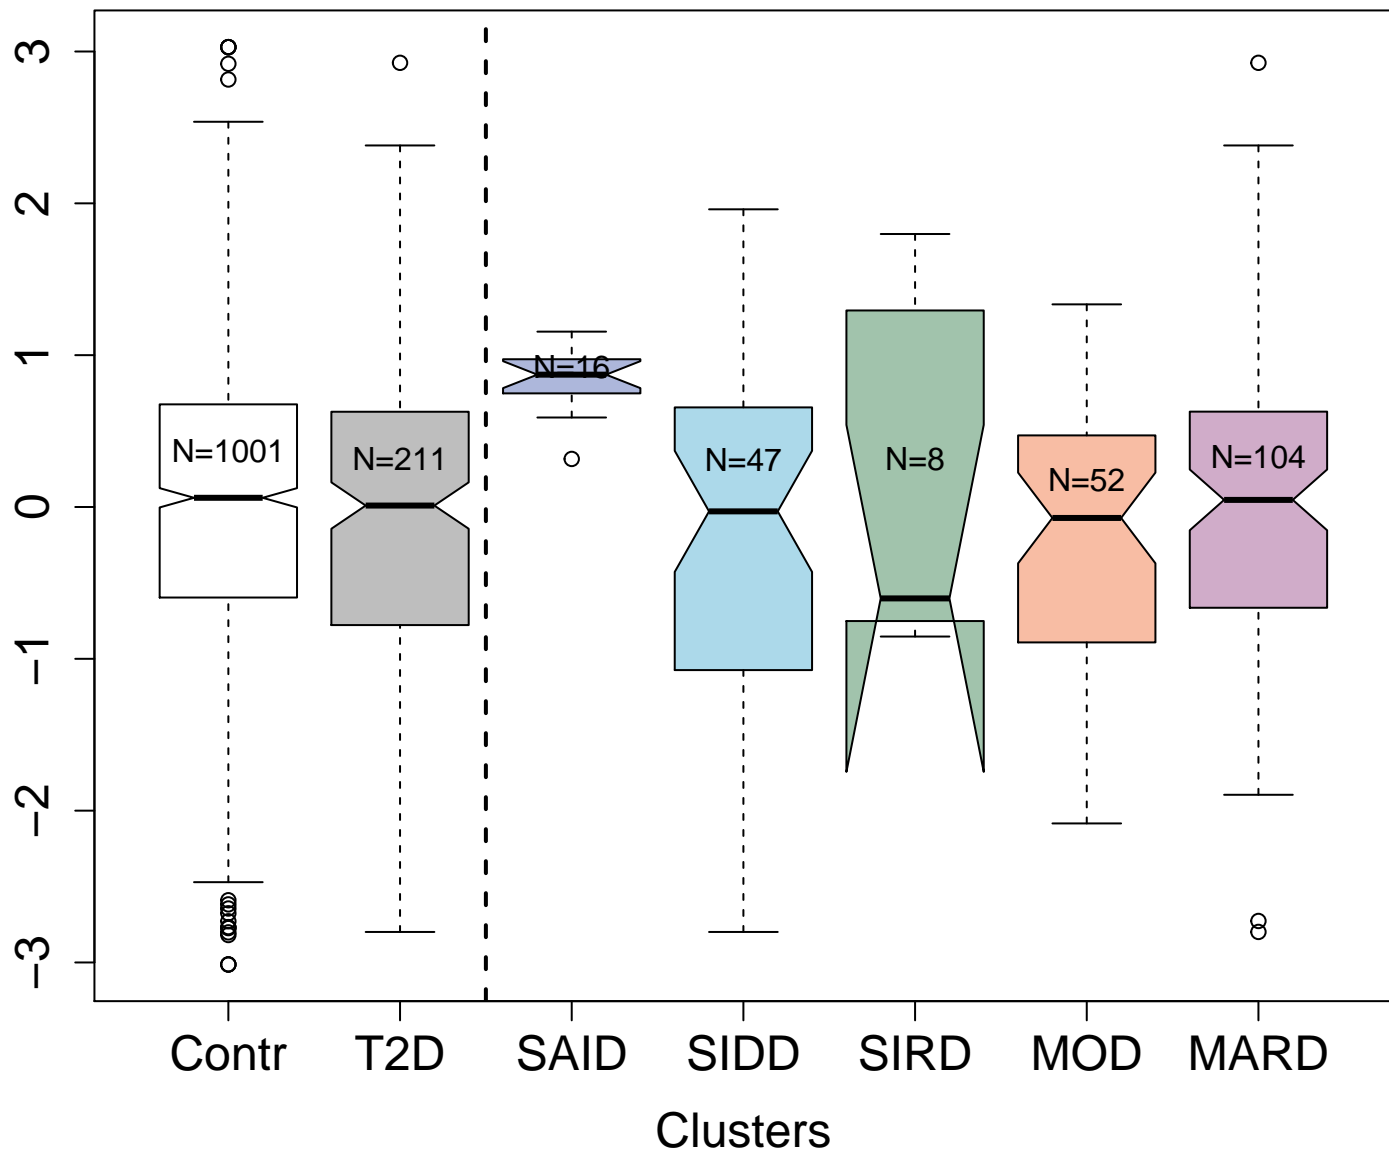 3
2
1
0
−1
−2
−3
N=1001
N=211
N=16
N=47
N=8
N=52
N=104
Contr T2D SAID SIDD SIRD MOD MARD
Clusters